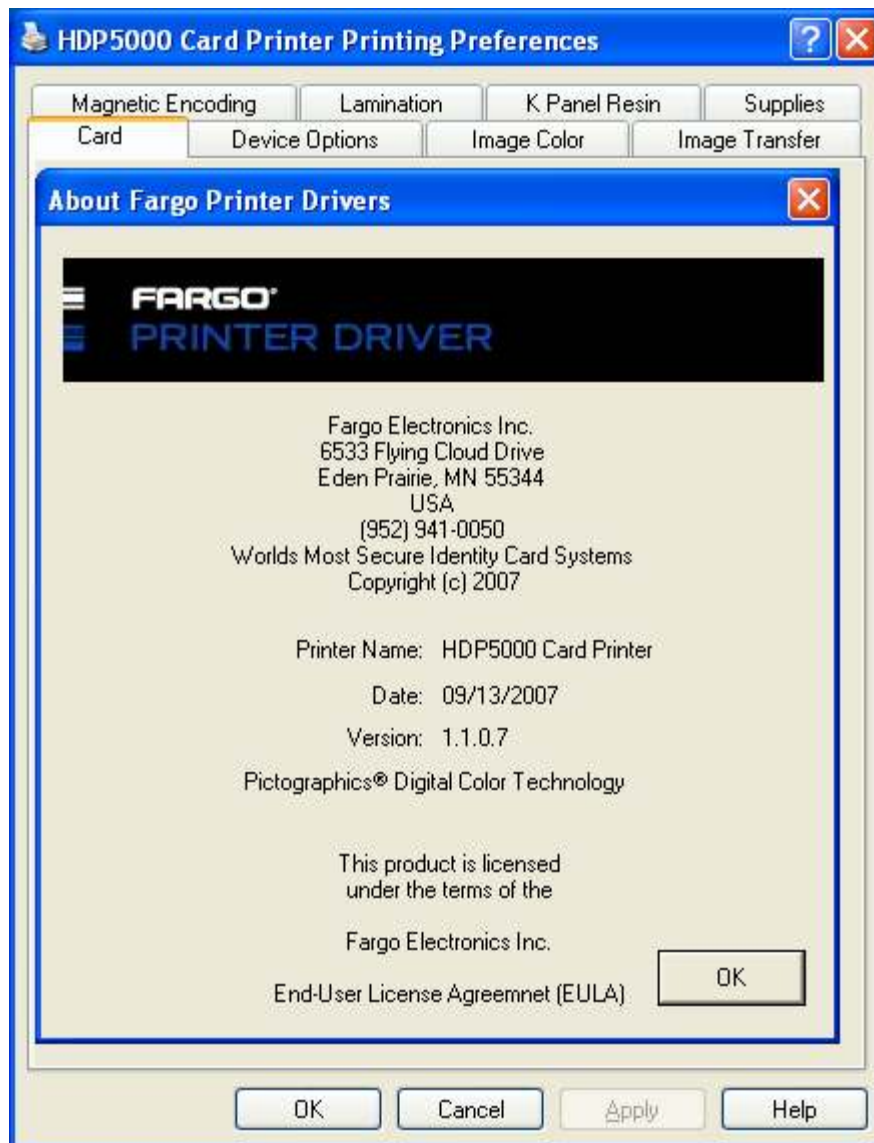 HDP5000 Card Printer Printing Preferences
Magnetic Encoding Lamination K Panel Resin Supplies
Card Device Options Image Color Image Transfer
About Fargo Printer Drivers
FARGO®
PRINTER DRIVER
Fargo Electronics Inc.
6533 Flying Cloud Drive
Eden Prairie, MN 55344
USA
(952) 941-0050
Worlds Most Secure Identity Card Systems
Copyright (c) 2007
Printer Name: HDP5000 Card Printer
Date: 09/13/2007
Version: 1.1.0.7
Pictographics® Digital Color Technology
This product is licensed
under the terms of the
Fargo Electronics Inc.
End-User License Agreemnet (EULA)
OK
OK Cancel Apply Help